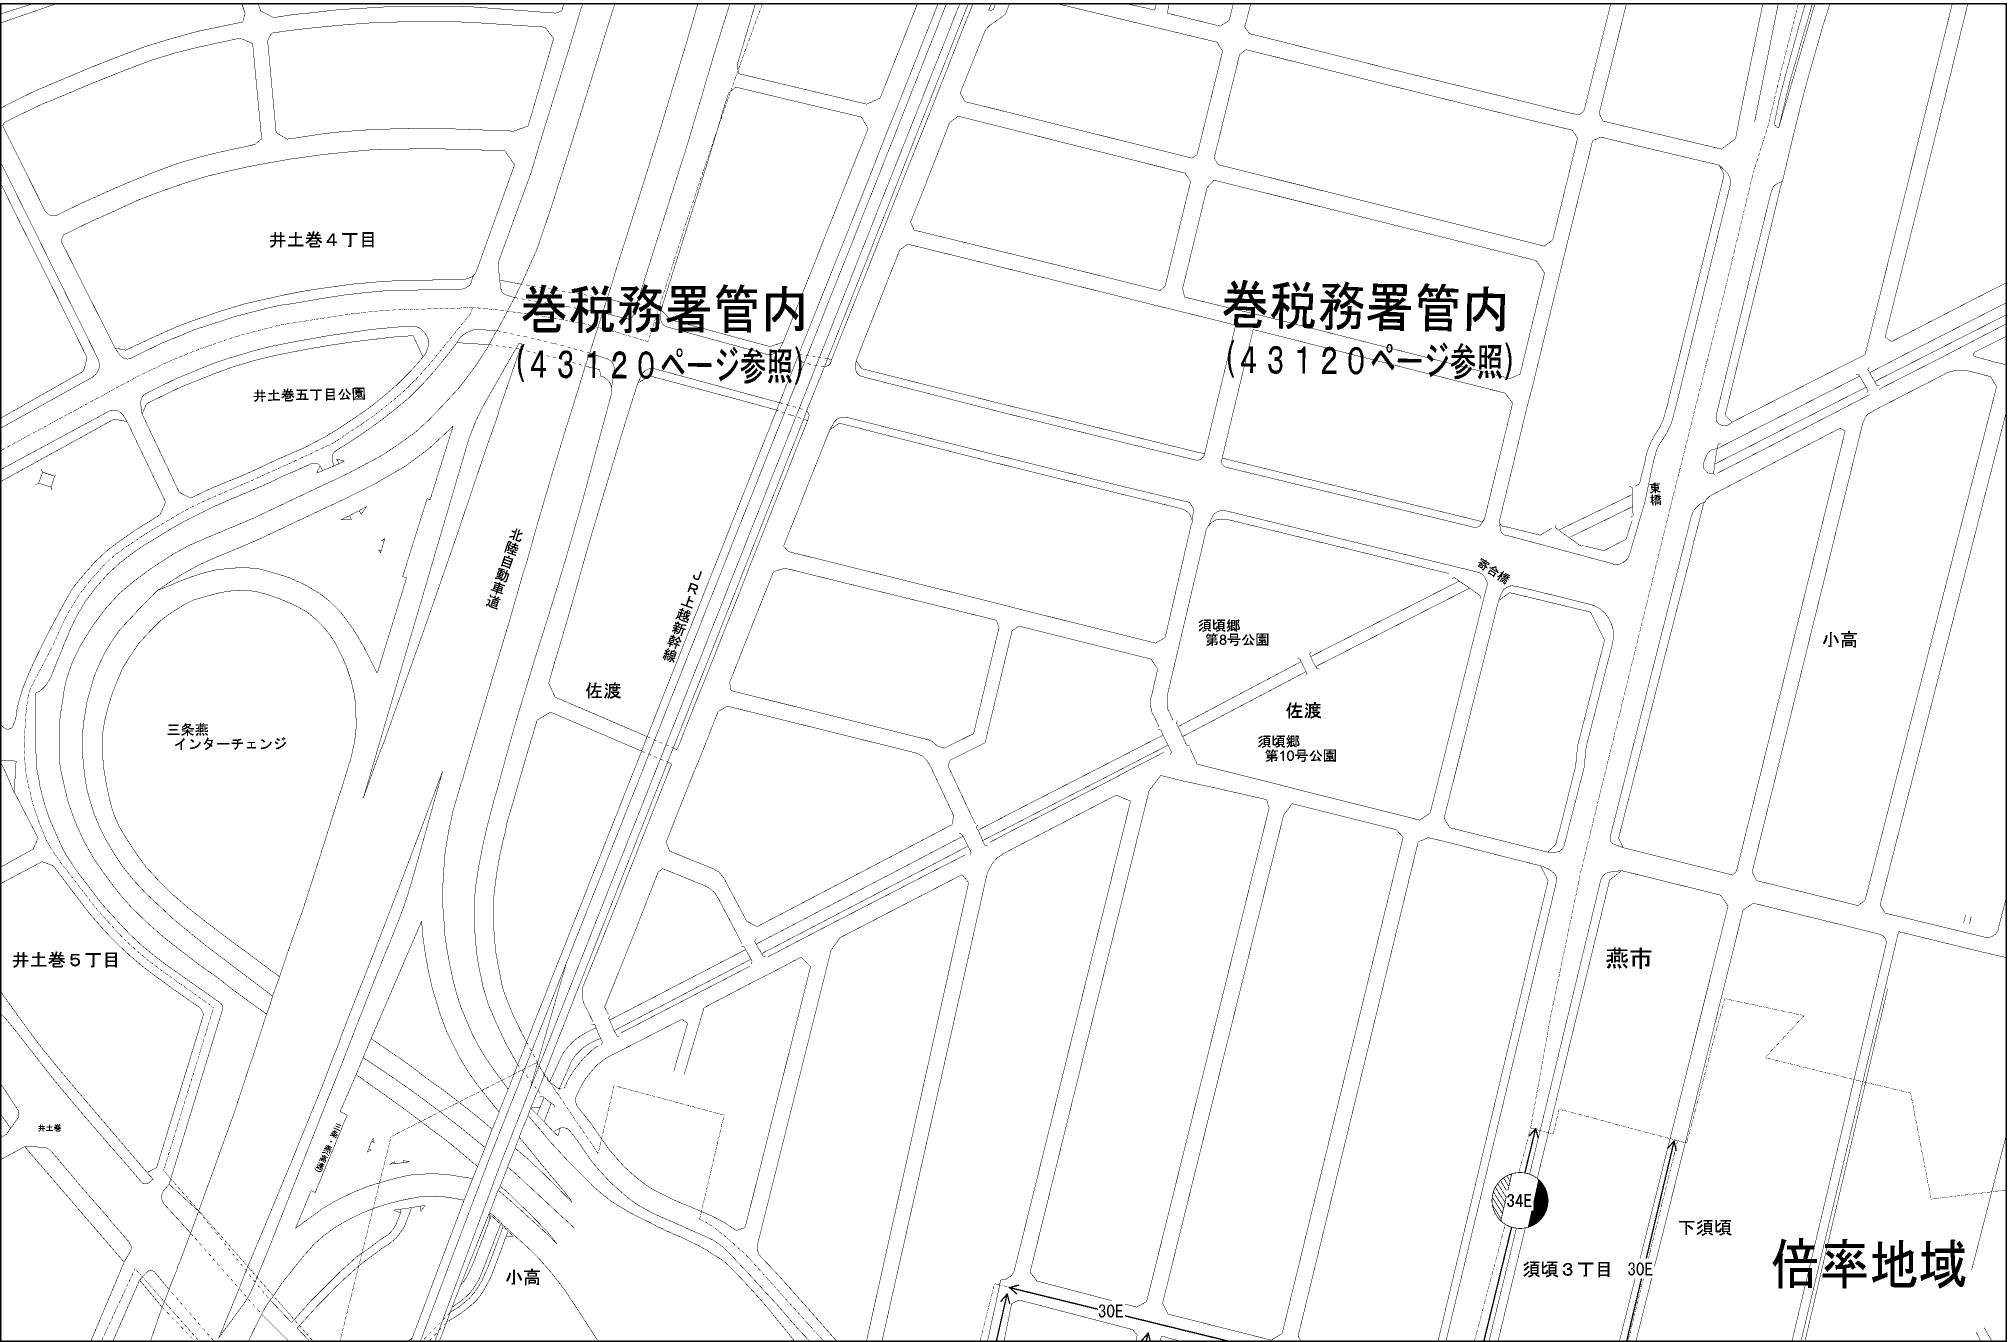 井土巻４丁目
巻税務署管内
(４３１２０ページ参照)
巻税務署管内
(４３１２０ページ参照)
井土巻五丁目公園
東橋
北陸自動車道
JR上越新幹線
寄合橋
須頃郷
第8号公園
小高
佐渡
佐渡
三条燕
インターチェンジ
須頃郷
第10号公園
井土巻５丁目
燕市
井土巻
三条・燕高速
34E
下須頃
倍率地域
須頃３丁目
30E
小高
30E